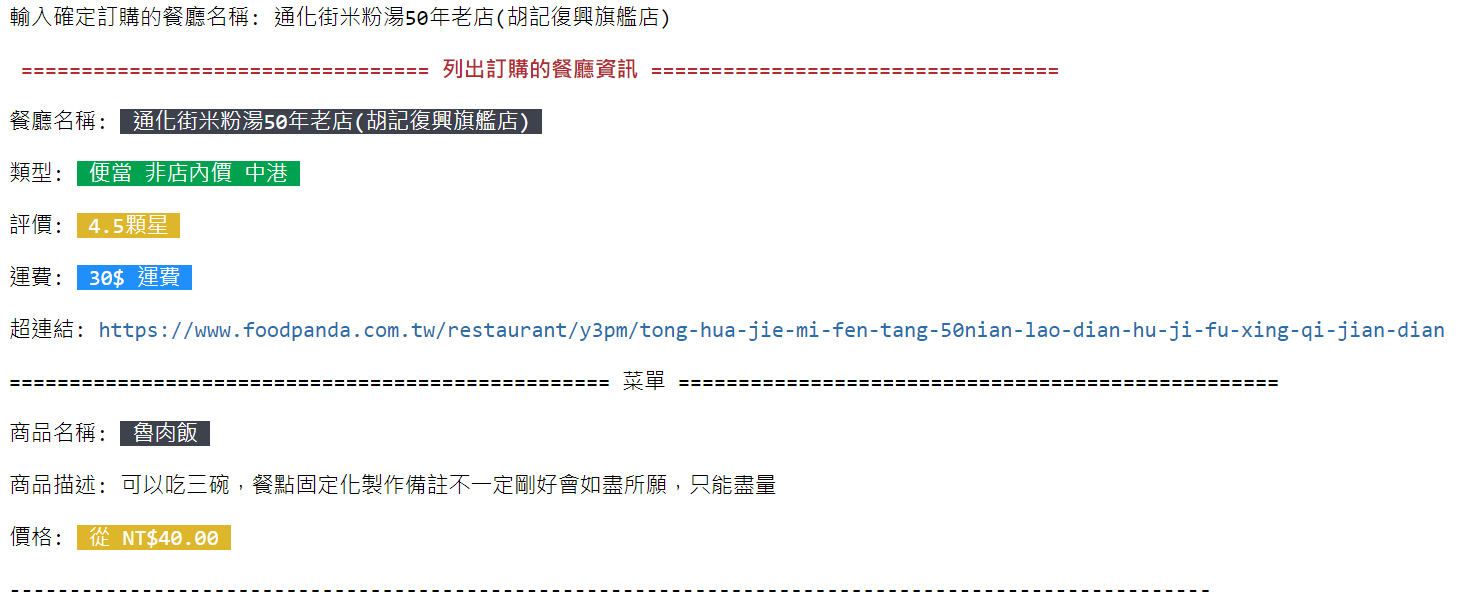 輸入確定訂購的餐廳名稱: 通化街米粉湯50年老店(胡記復興旗艦店)
================================== 列出訂購的餐廳資訊 ==================================
餐廳名稱: 通化街米粉湯50年老店(胡記復興旗艦店)
類型: 便當 非店內價 中港
評價: 4.5顆星
運費: 30$ 運費
超連結: https://www.foodpanda.com.tw/restaurant/y3pm/tong-hua-jie-mi-fen-tang-50nian-lao-dian-hu-ji-fu-xing-qi-jian-dian
================================================== 菜單 ==================================================
商品名稱: 魯肉飯
商品描述: 可以吃三碗，餐點固定化製作備註不一定剛好會如盡所願，只能盡量
價格: 從 NT$40.00
----------------------------------------------------------------------------------------------------